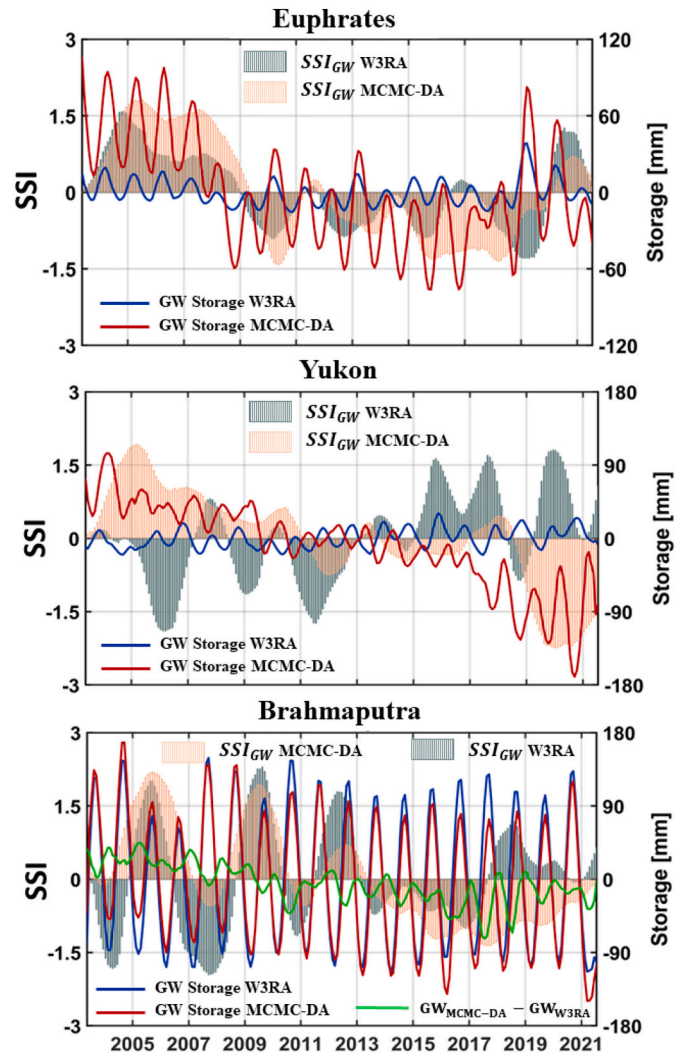 Euphrates
3
1.5
0
-1.5
-3
SSI
120
60
0
-60
-120
Storage [mm]
SSI_GW W3RA
SSI_GW MCMC-DA
GW Storage W3RA
GW Storage MCMC-DA
Yukon
3
1.5
0
-1.5
-3
SSI
180
90
0
-90
-180
Storage [mm]
SSI_GW W3RA
SSI_GW MCMC-DA
GW Storage W3RA
GW Storage MCMC-DA
Brahmaputra
3
1.5
0
-1.5
-3
SSI
180
90
0
-90
-180
Storage [mm]
SSI_GW MCMC-DA
SSI_GW W3RA
GW Storage W3RA
GW Storage MCMC-DA
GW_MCMC-DA − GW_W3RA
2005 2007 2009 2011 2013 2015 2017 2019 2021